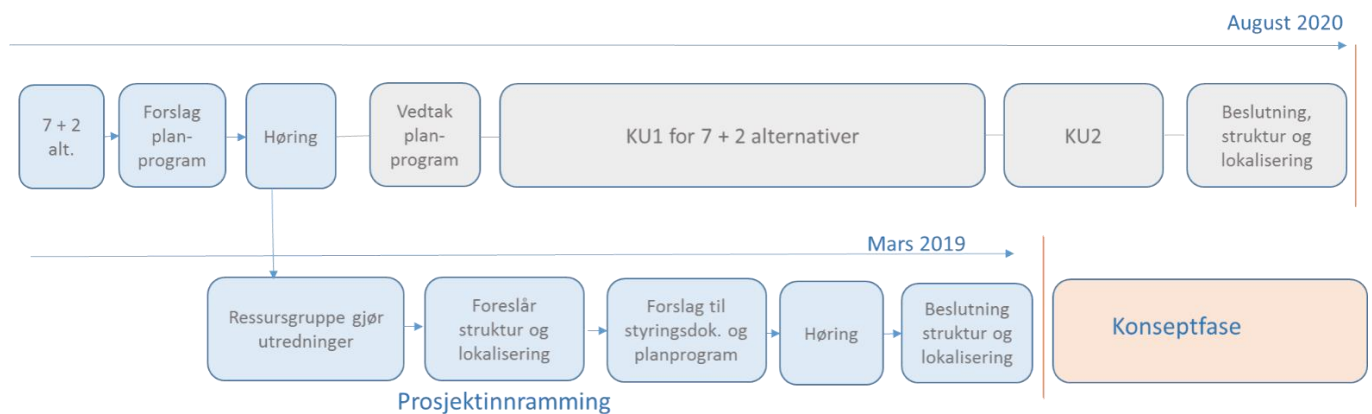 August 2020
7 + 2
alt.
Forslag
plan-
program
Høring
Vedtak
plan-
program
KU1 for 7 + 2 alternativer
KU2
Beslutning,
struktur og
lokalisering
Mars 2019
Ressursgruppe gjør
utredninger
Foreslår
struktur og
lokalisering
Forslag til
styringsdok. og
planprogram
Høring
Beslutning
struktur og
lokalisering
Konseptfase
Prosjektinnramming